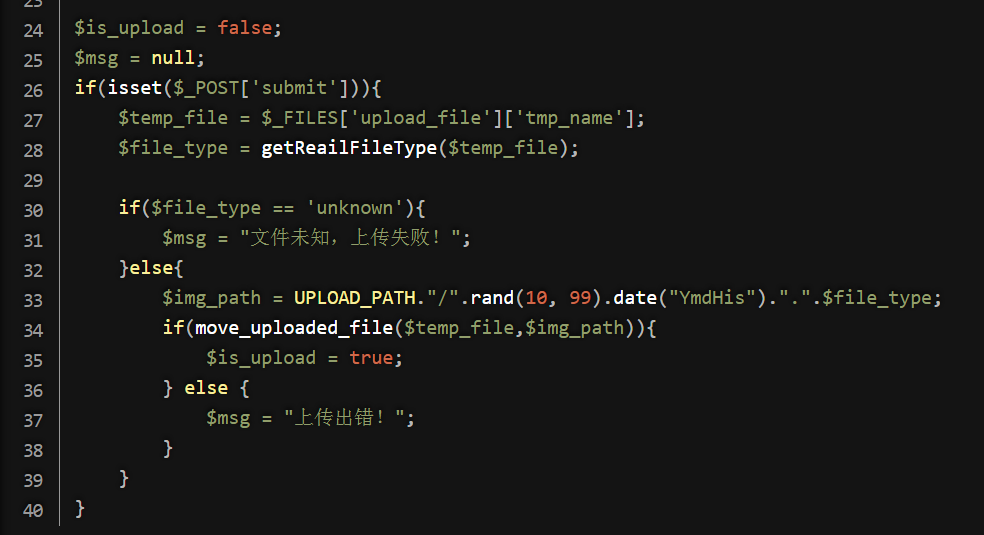 23
24 $is_upload = false;
25 $msg = null;
26 if(isset($_POST['submit'])){
27     $temp_file = $_FILES['upload_file']['tmp_name'];
28     $file_type = getReailFileType($temp_file);
29
30     if($file_type == 'unknown'){
31         $msg = "文件未知，上传失败！";
32     }else{
33         $img_path = UPLOAD_PATH."/".rand(10, 99).date("YmdHis").".".$file_type;
34         if(move_uploaded_file($temp_file,$img_path)){
35             $is_upload = true;
36         } else {
37             $msg = "上传出错！";
38         }
39     }
40 }